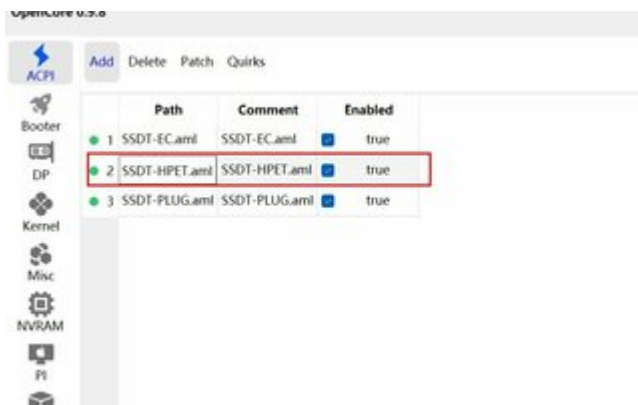 OpenCore 0.9.8
Add Delete Patch Quirks
ACPI
Path Comment Enabled
Booter
1 SSDT-EC.aml SSDT-EC.aml true
DP
2 SSDT-HPET.aml SSDT-HPET.aml true
3 SSDT-PLUG.aml SSDT-PLUG.aml true
Kernel
Misc
NVRAM
PI